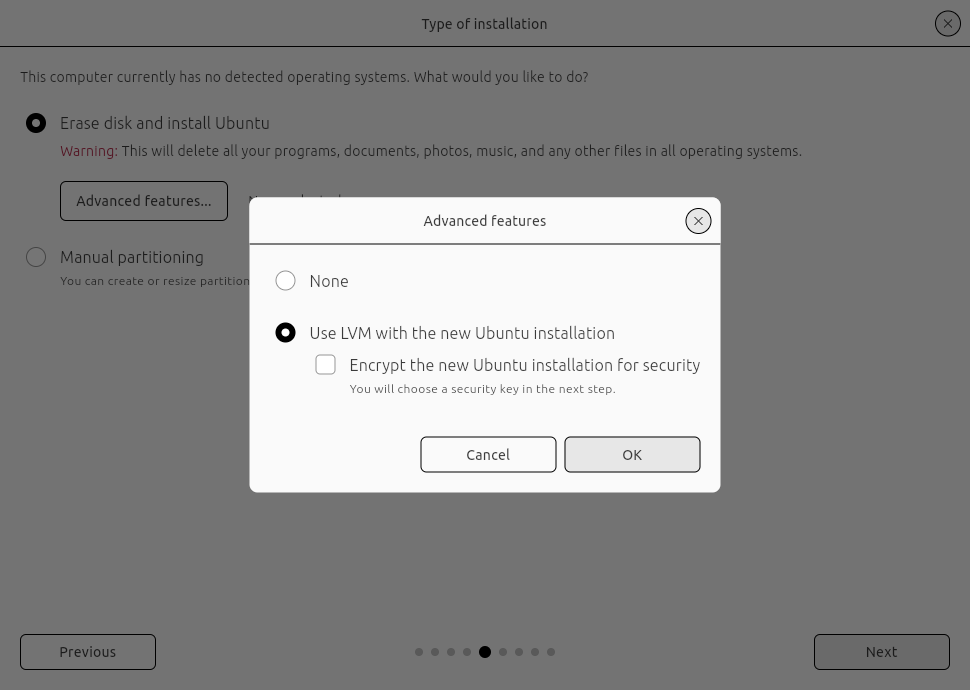 Type of installation
This computer currently has no detected operating systems. What would you like to do?
Erase disk and install Ubuntu
Warning: This will delete all your programs, documents, photos, music, and any other files in all operating systems.
Advanced features...
Manual partitioning
You can create or resize partition
Advanced features
None
Use LVM with the new Ubuntu installation
Encrypt the new Ubuntu installation for security
You will choose a security key in the next step.
Cancel OK
Previous Next